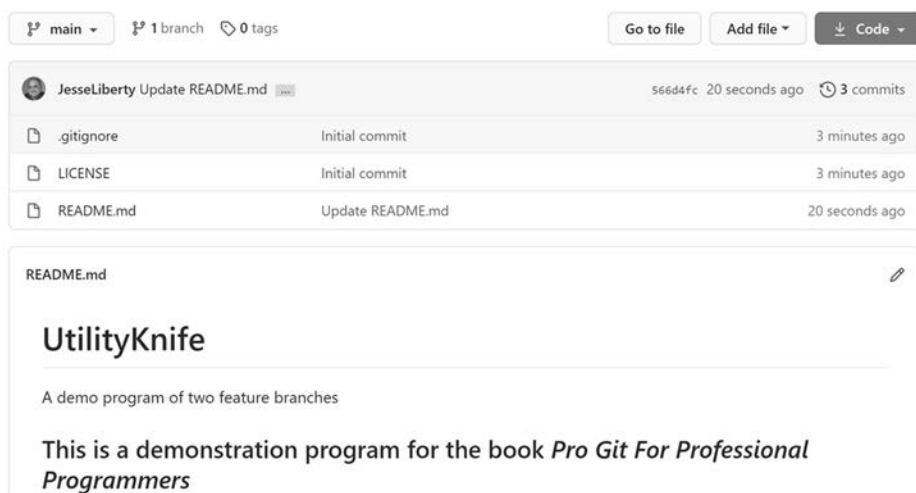 main 1 branch 0 tags Go to file Add file Code
JesseLiberty Update README.md ... 566d4fc 20 seconds ago 3 commits
.gitignore Initial commit 3 minutes ago
LICENSE Initial commit 3 minutes ago
README.md Update README.md 20 seconds ago
README.md
UtilityKnife
A demo program of two feature branches
This is a demonstration program for the book Pro Git For Professional
Programmers